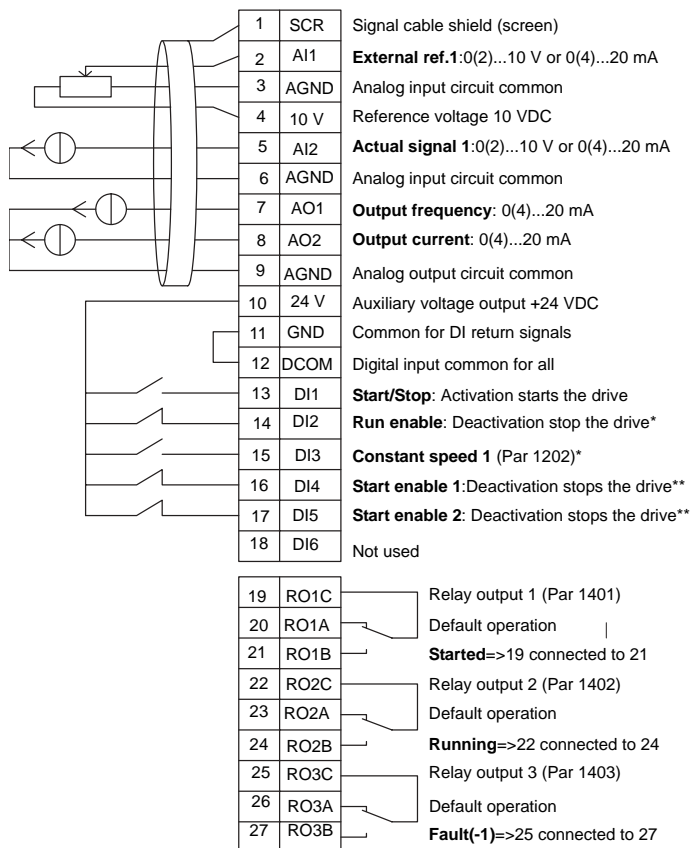 1 SCR Signal cable shield (screen)
2 AI1 External ref.1:0(2)...10 V or 0(4)...20 mA
3 AGND Analog input circuit common
4 10 V Reference voltage 10 VDC
5 AI2 Actual signal 1:0(2)...10 V or 0(4)...20 mA
6 AGND Analog input circuit common
7 AO1 Output frequency: 0(4)...20 mA
8 AO2 Output current: 0(4)...20 mA
9 AGND Analog output circuit common
10 24 V Auxiliary voltage output +24 VDC
11 GND Common for DI return signals
12 DCOM Digital input common for all
13 DI1 Start/Stop: Activation starts the drive
14 DI2 Run enable: Deactivation stop the drive*
15 DI3 Constant speed 1 (Par 1202)*
16 DI4 Start enable 1:Deactivation stops the drive**
17 DI5 Start enable 2: Deactivation stops the drive**
18 DI6 Not used
19 RO1C Relay output 1 (Par 1401)
20 RO1A Default operation
21 RO1B Started=>19 connected to 21
22 RO2C Relay output 2 (Par 1402)
23 RO2A Default operation
24 RO2B Running=>22 connected to 24
25 RO3C Relay output 3 (Par 1403)
26 RO3A Default operation
27 RO3B Fault(-1)=>25 connected to 27